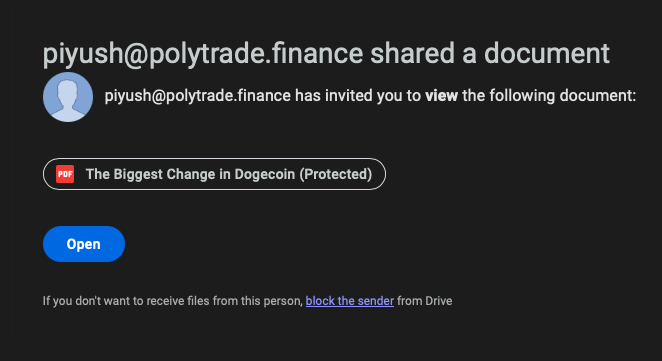 piyush@polytrade.finance shared a document
piyush@polytrade.finance has invited you to view the following document:
PDF The Biggest Change in Dogecoin (Protected)
Open
If you don't want to receive files from this person, block the sender from Drive